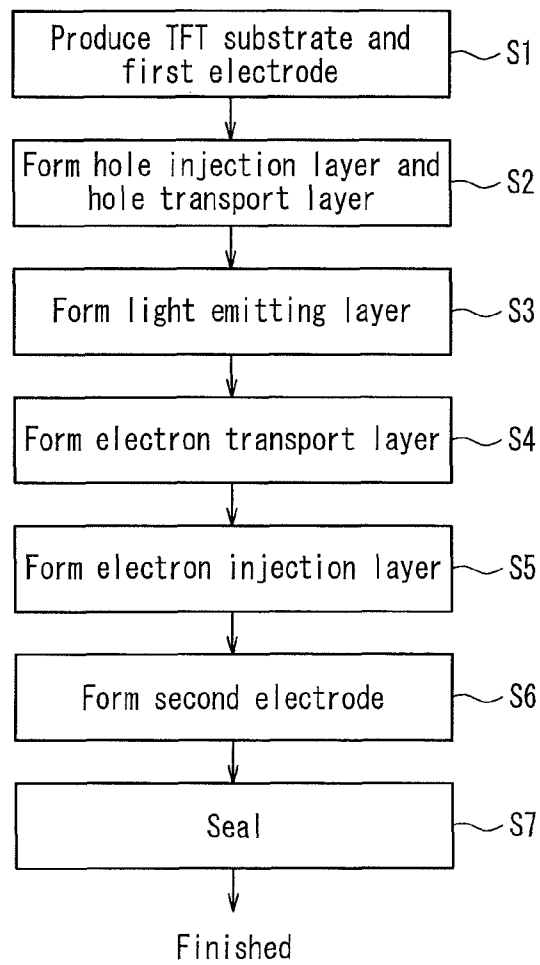 Produce TFT substrate and
first electrode
S1
Form hole injection layer and
hole transport layer
S2
Form light emitting layer
S3
Form electron transport layer
S4
Form electron injection layer
S5
Form second electrode
S6
Seal
S7
Finished